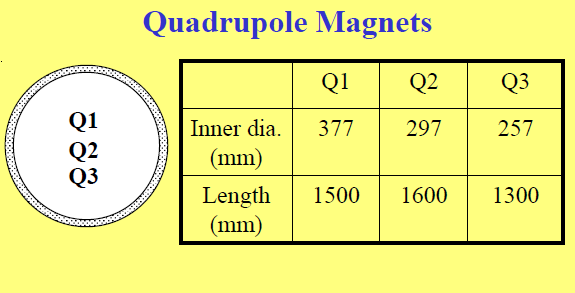 Quadrupole Magnets
Q1
Q2
Q3
Q1 Q2 Q3
Inner dia. 377 297 257
(mm)
Length 1500 1600 1300
(mm)